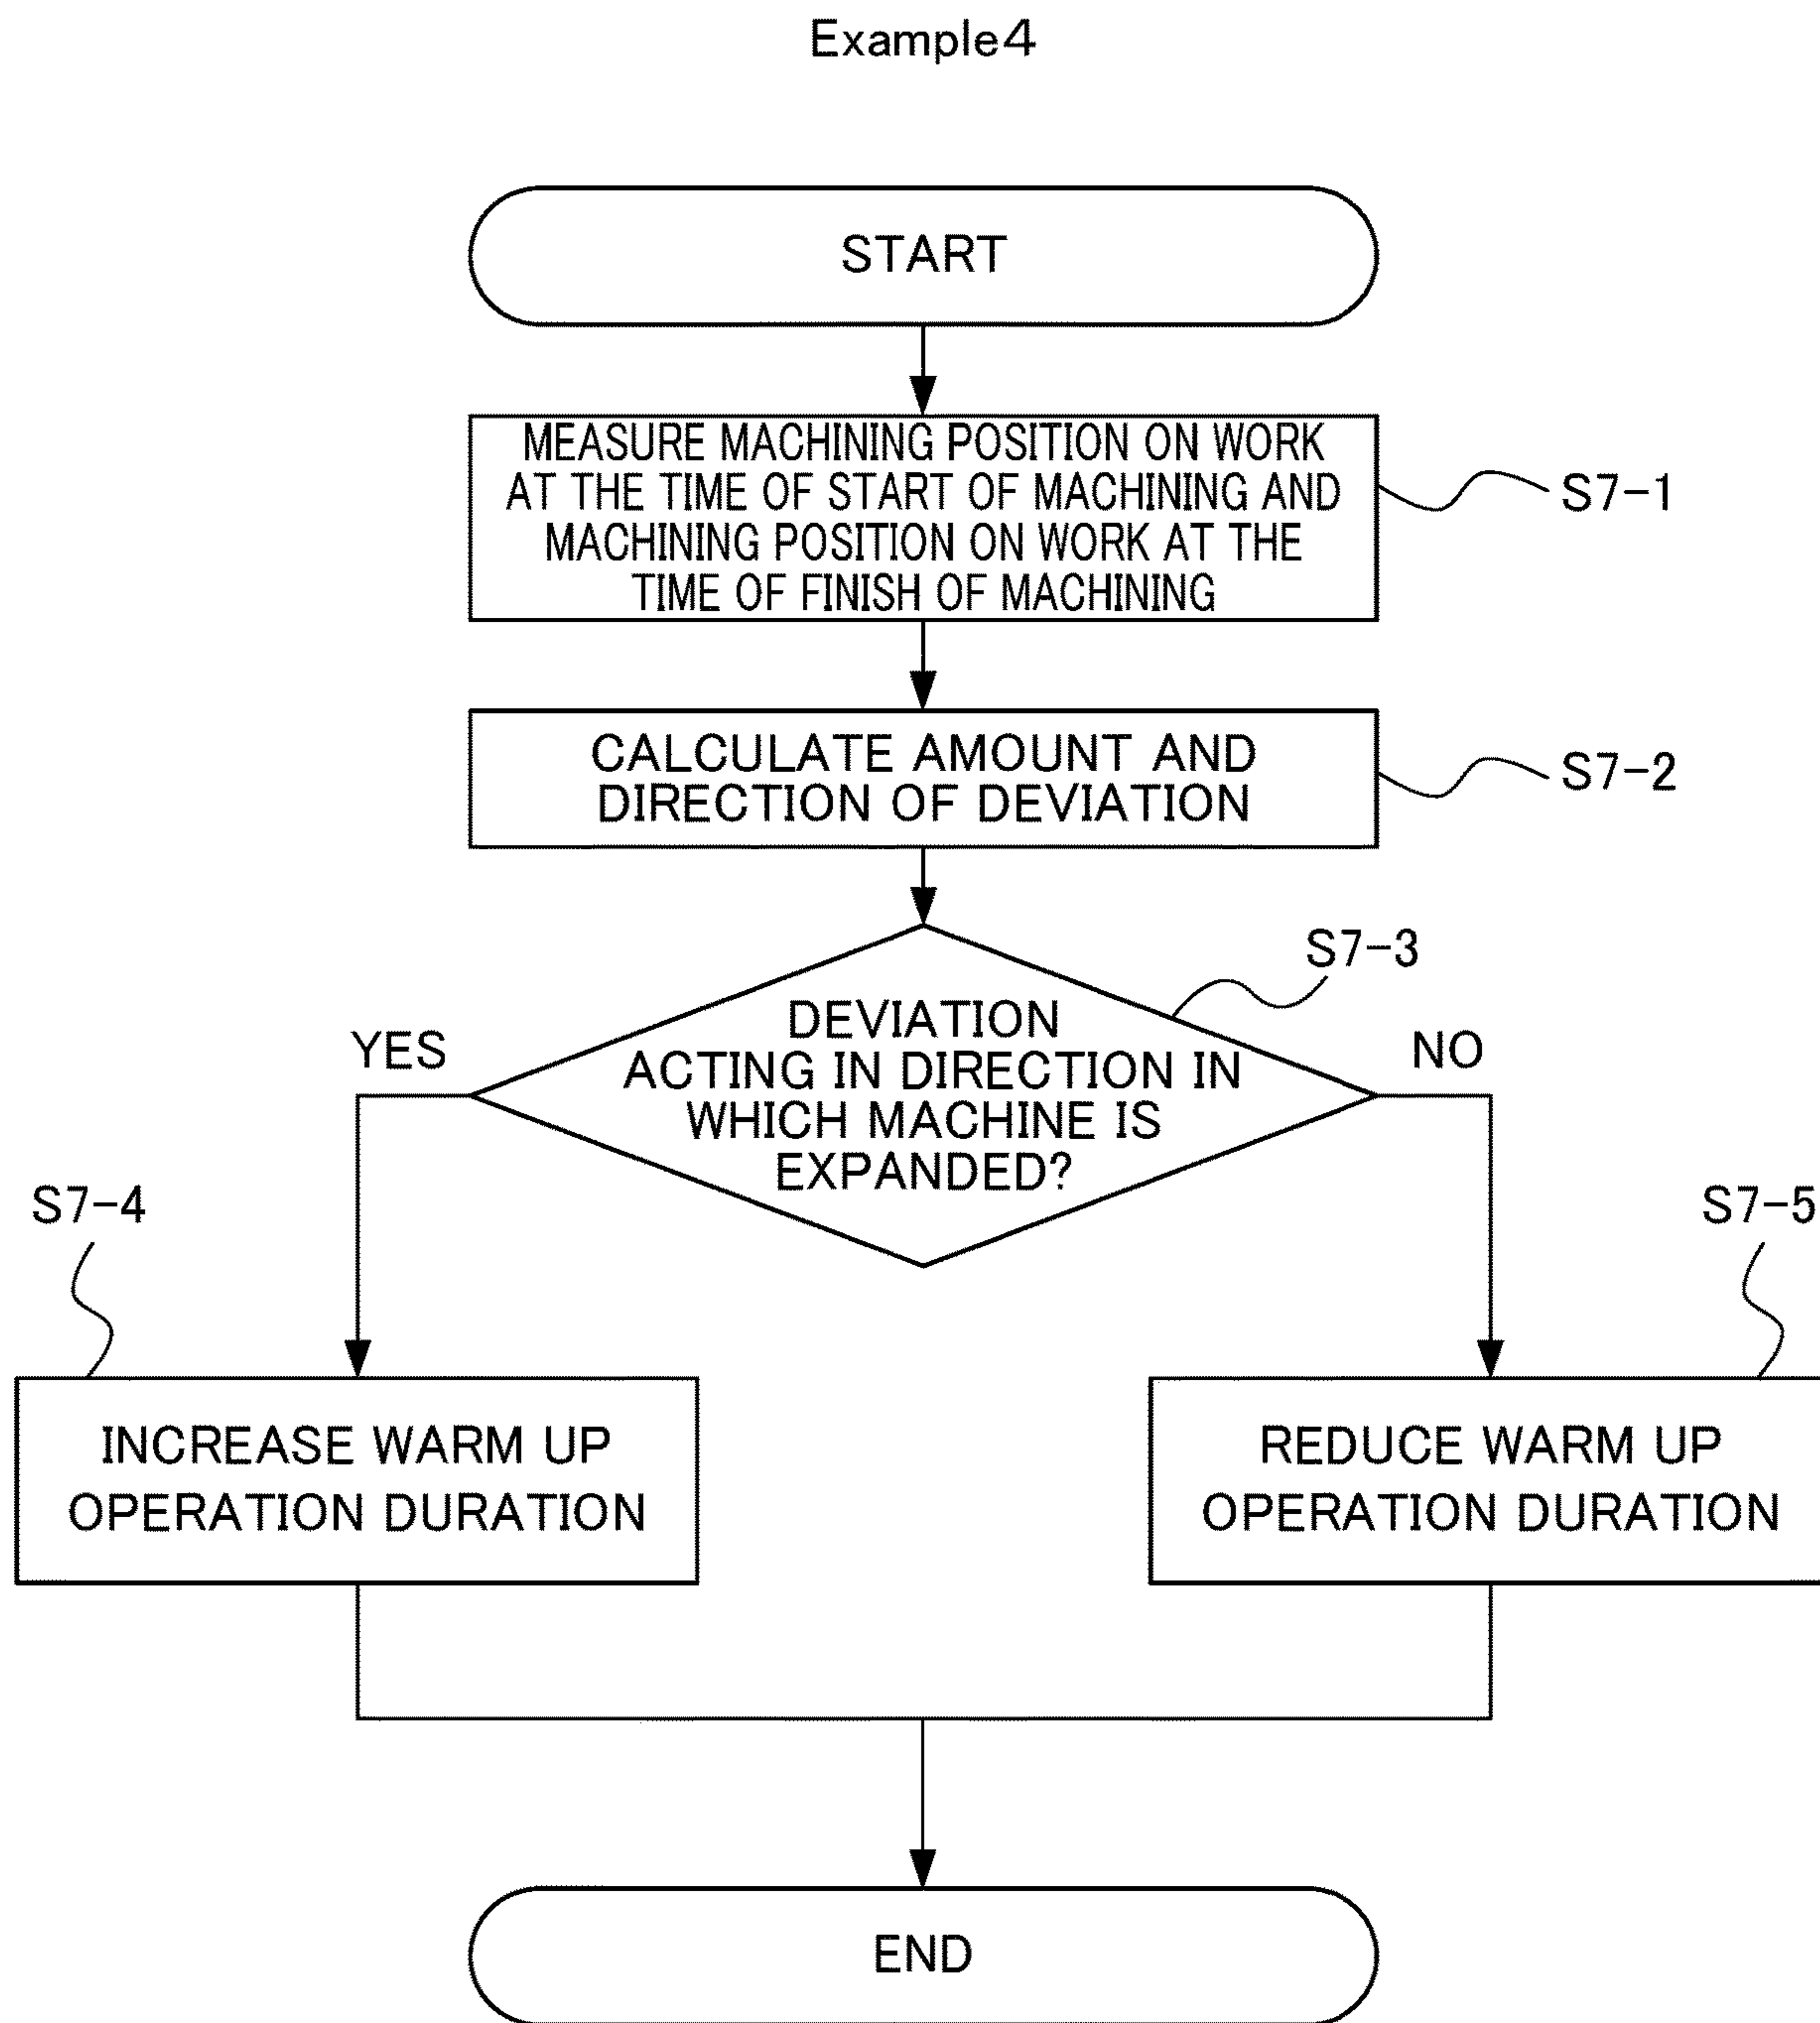 Example4
START
MEASURE MACHINING POSITION ON WORK
AT THE TIME OF START OF MACHINING AND
MACHINING POSITION ON WORK AT THE
TIME OF FINISH OF MACHINING
S7-1
CALCULATE AMOUNT AND
DIRECTION OF DEVIATION
S7-2
S7-3
DEVIATION
ACTING IN DIRECTION IN
WHICH MACHINE IS
EXPANDED?
YES
NO
S7-4
INCREASE WARM UP
OPERATION DURATION
S7-5
REDUCE WARM UP
OPERATION DURATION
END